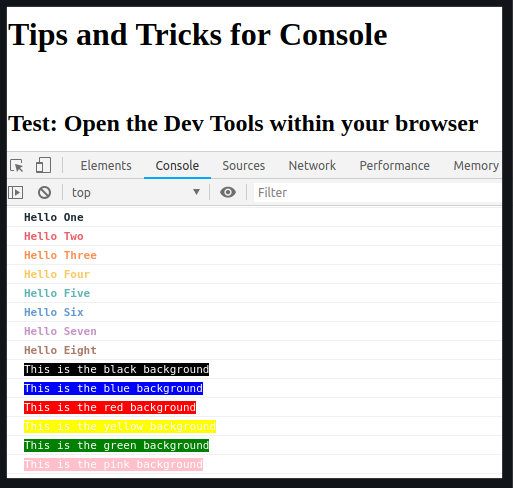 Tips and Tricks for Console
Test: Open the Dev Tools within your browser
Elements Console Sources Network Performance Memory
top Filter
Hello One
Hello Two
Hello Three
Hello Four
Hello Five
Hello Six
Hello Seven
Hello Eight
This is the black background
This is the blue background
This is the red background
This is the yellow background
This is the green background
This is the pink background